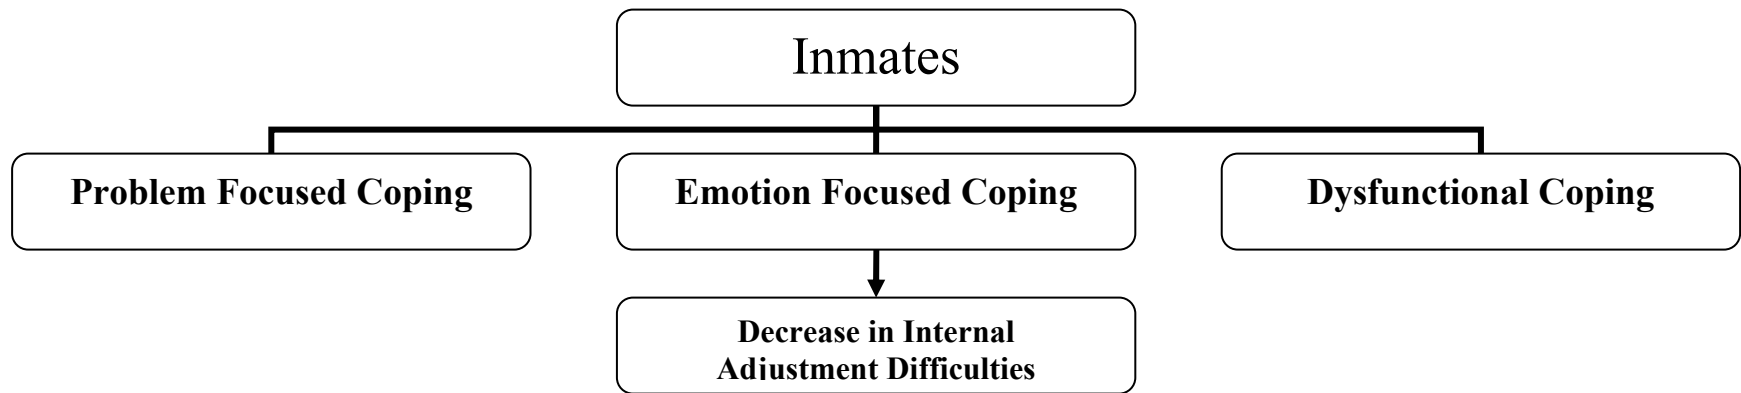 Inmates
Problem Focused Coping
Emotion Focused Coping
Dysfunctional Coping
Decrease in Internal
Adjustment Difficulties